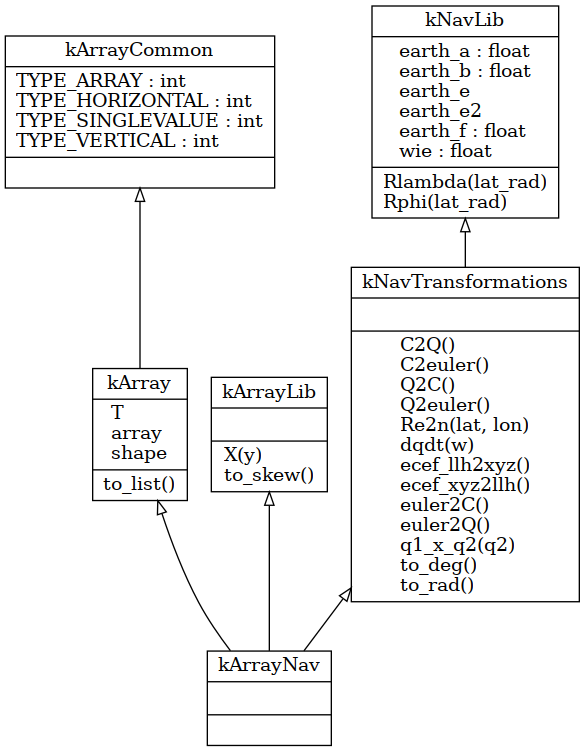 kArrayCommon
TYPE_ARRAY : int
TYPE_HORIZONTAL : int
TYPE_SINGLEVALUE : int
TYPE_VERTICAL : int
kNavLib
earth_a : float
earth_b : float
earth_e
earth_e2
earth_f : float
wie : float
Rlambda(lat_rad)
Rphi(lat_rad)
kArray
T
array
shape
to_list()
kArrayLib
X(y)
to_skew()
kNavTransformations
C2Q()
C2euler()
Q2C()
Q2euler()
Re2n(lat, lon)
dqdt(w)
ecef_llh2xyz()
ecef_xyz2llh()
euler2C()
euler2Q()
q1_x_q2(q2)
to_deg()
to_rad()
kArrayNav